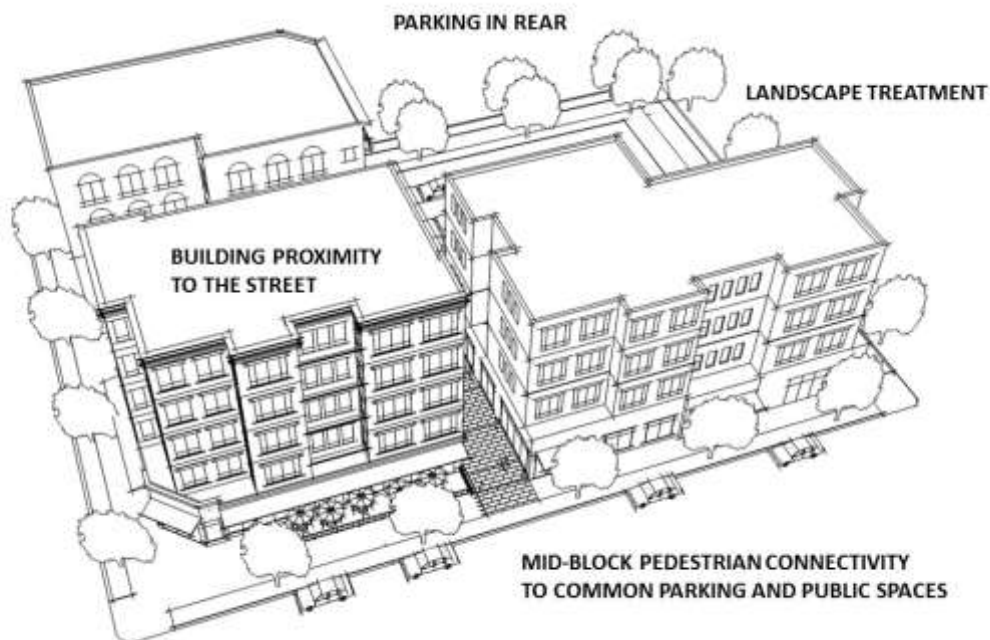 PARKING IN REAR
LANDSCAPE TREATMENT
BUILDING PROXIMITY
TO THE STREET
MID-BLOCK PEDESTRIAN CONNECTIVITY
TO COMMON PARKING AND PUBLIC SPACES